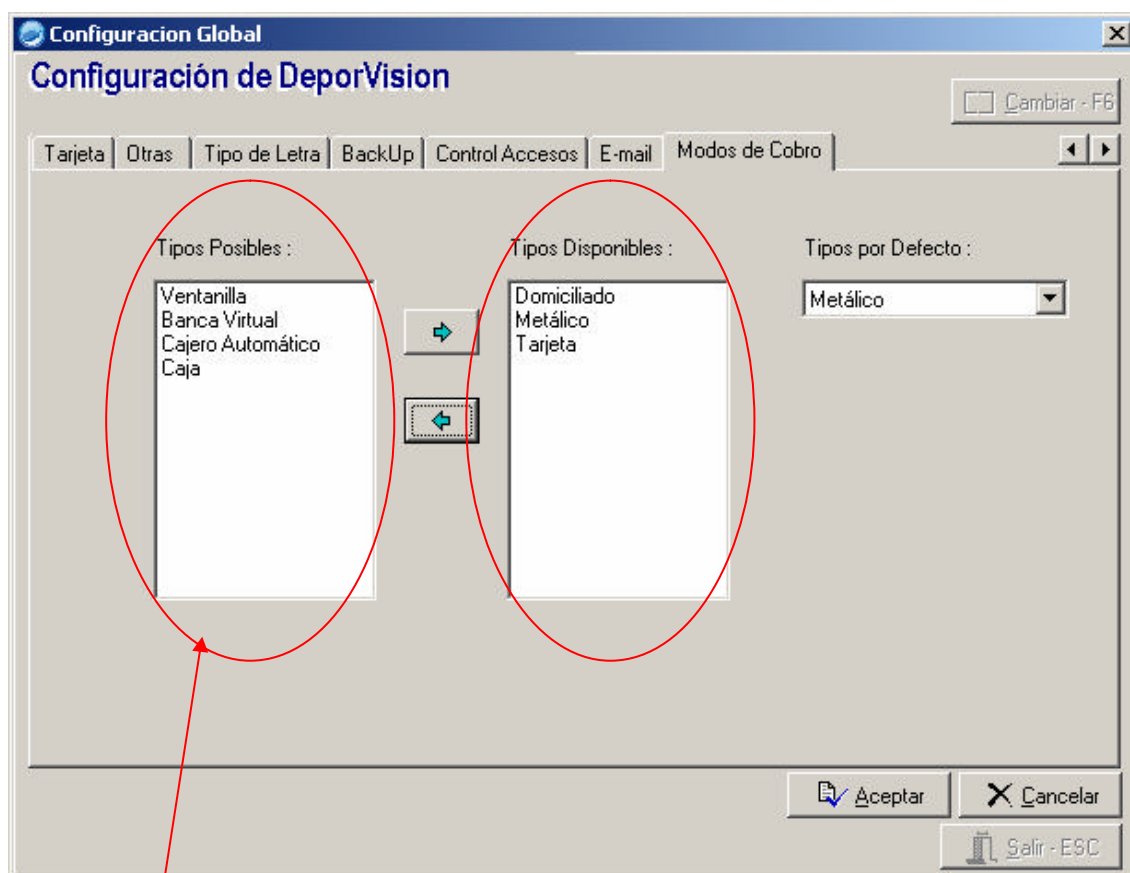 Configuracion Global
Configuración de DeporVision
Cambiar - F6
Tarjeta Otras Tipo de Letra BackUp Control Accesos E-mail Modos de Cobro
Tipos Posibles : Tipos Disponibles : Tipos por Defecto :
Ventanilla
Banca Virtual
Cajero Automático
Caja
Domiciliado
Metálico
Tarjeta
Metálico
Aceptar Cancelar
Salir - ESC